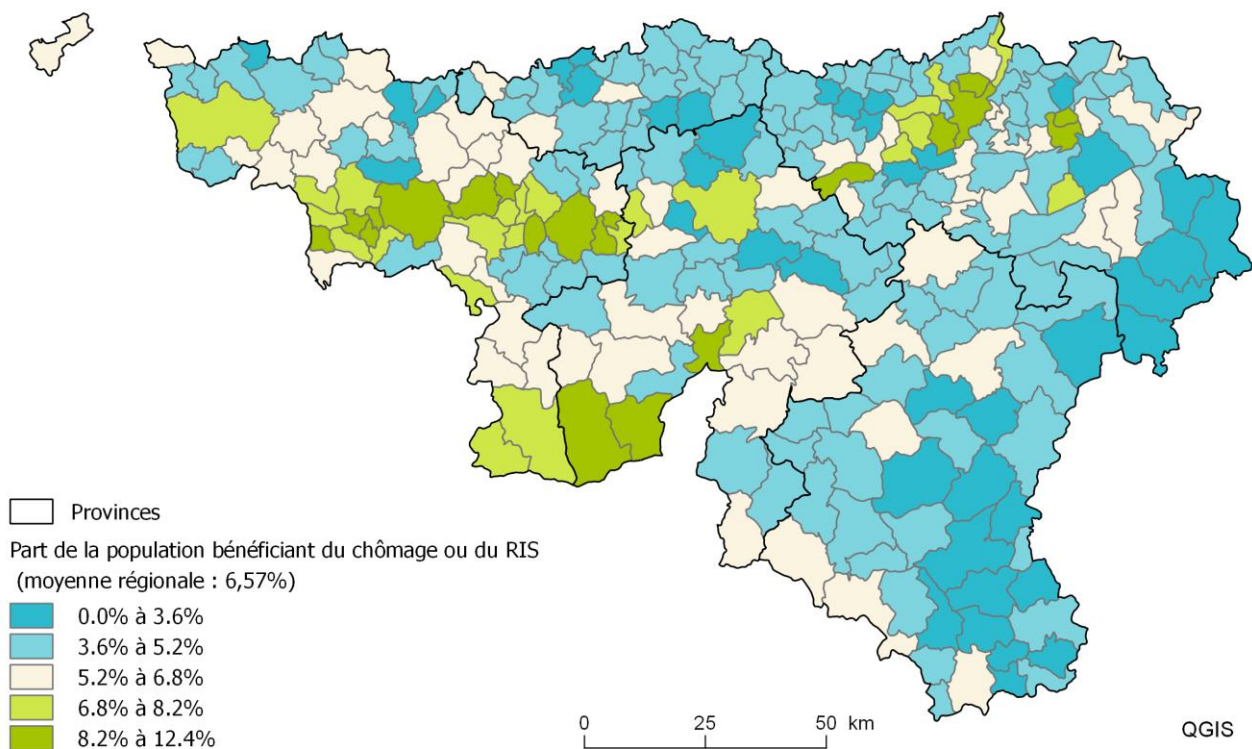 Provinces
Part de la population bénéficiant du chômage ou du RIS
(moyenne régionale : 6,57%)
0.0% à 3.6%
3.6% à 5.2%
5.2% à 6.8%
6.8% à 8.2%
8.2% à 12.4%
0 25 50 km
QGIS